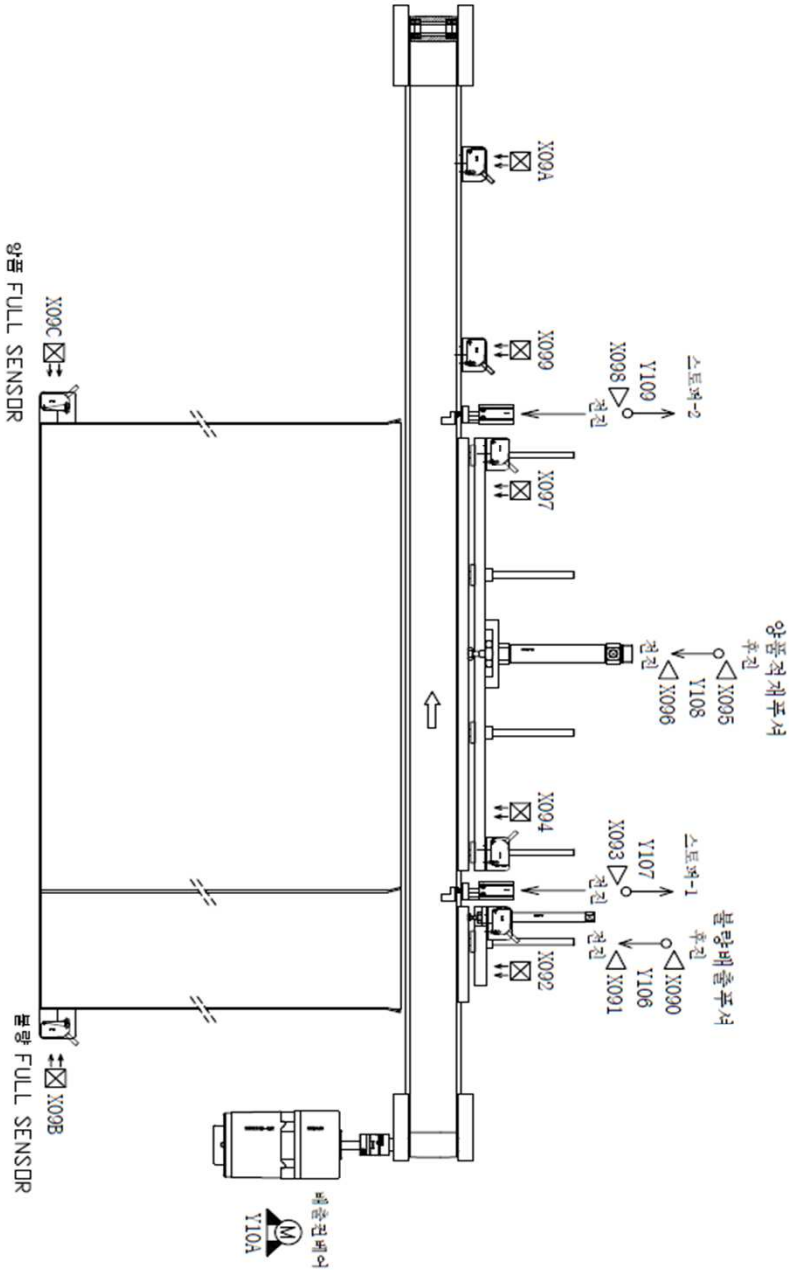 X09A
X099
스토퍼-2
Y109
X098
전진
X097
양품적재푸셔
후진
X095
Y108
X096
전진
X094
스토퍼-1
Y107
X093
전진
불량배출푸셔
후진
X090
Y106
X091
전진
X092
X09C
양품 FULL SENSOR
X09B
불량 FULL SENSOR
배출컨베어
M
Y10A